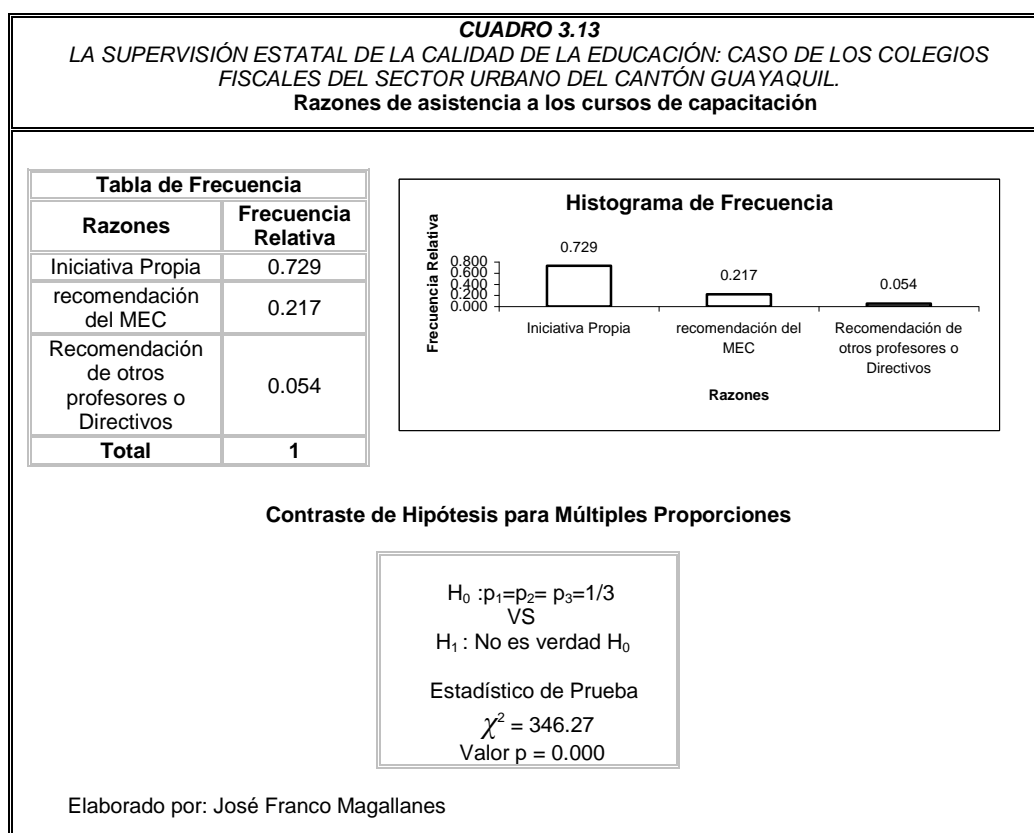 CUADRO 3.13
LA SUPERVISIÓN ESTATAL DE LA CALIDAD DE LA EDUCACIÓN: CASO DE LOS COLEGIOS
FISCALES DEL SECTOR URBANO DEL CANTÓN GUAYAQUIL.
Razones de asistencia a los cursos de capacitación
Tabla de Frecuencia
Razones
Frecuencia
Relativa
Iniciativa Propia
0.729
recomendación
del MEC
0.217
Recomendación
de otros
profesores o
Directivos
0.054
Total
1
Histograma de Frecuencia
Frecuencia Relativa
0.800
0.600
0.400
0.200
0.000
0.729
0.217
0.054
Iniciativa Propia
recomendación del
MEC
Recomendación de
otros profesores o
Directivos
Razones
Contraste de Hipótesis para Múltiples Proporciones
H₀ :p₁=p₂= p₃=1/3
VS
H₁ : No es verdad H₀
Estadístico de Prueba
χ² = 346.27
Valor p = 0.000
Elaborado por: José Franco Magallanes